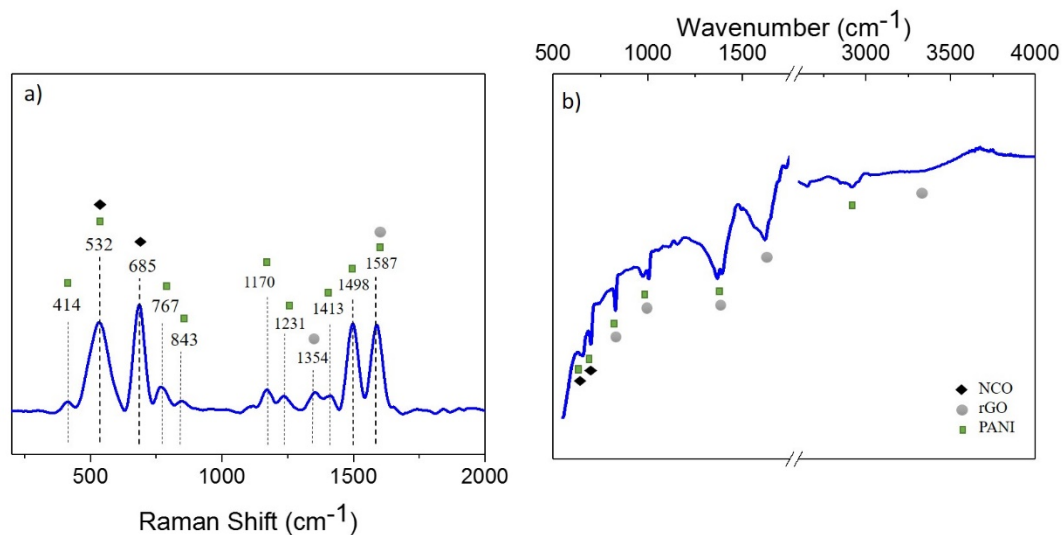 a)
532
685
414
767
843
1170
1231
1354
1413
1498
1587
500 1000 1500 2000
Raman Shift (cm-1)
Wavenumber (cm-1)
500 1000 1500 3000 3500 4000
b)
NCO
rGO
PANI